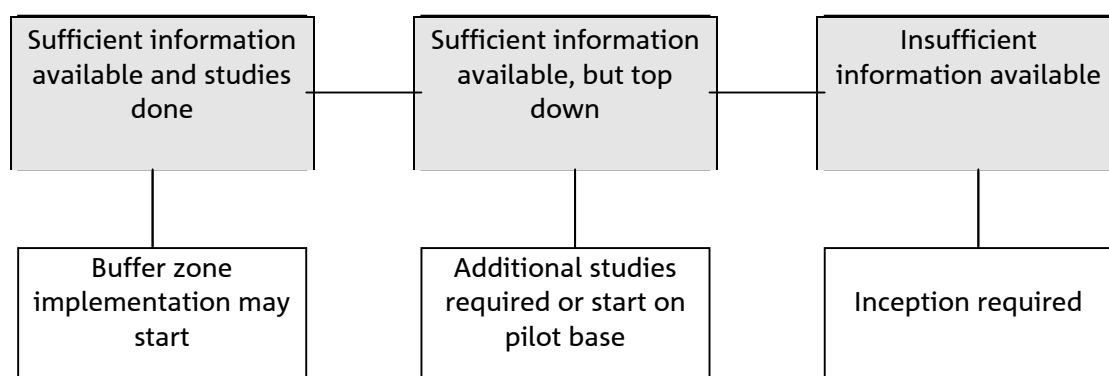 Sufficient information
available and studies
done
Sufficient information
available, but top
down
Insufficient
information available
Buffer zone
implementation may
start
Additional studies
required or start on
pilot base
Inception required